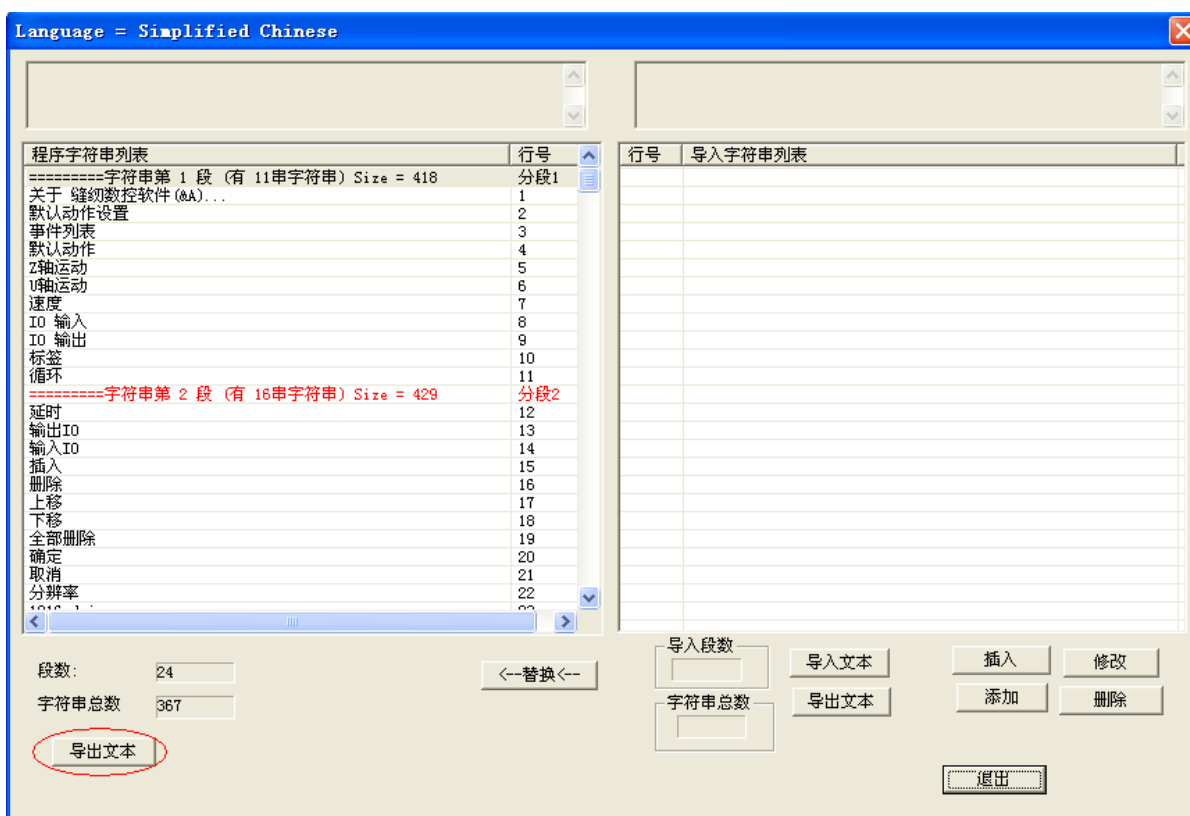 Language = Simplified Chinese
程序字符串列表 行号
=========字符串第 1 段 (有 11串字符串) Size = 418 分段1
关于 缝纫数控软件(&A)... 1
默认动作设置 2
事件列表 3
默认动作 4
Z轴运动 5
U轴运动 6
速度 7
IO 输入 8
IO 输出 9
标签 10
循环 11
=========字符串第 2 段 (有 16串字符串) Size = 429 分段2
延时 12
输出IO 13
输入IO 14
插入 15
删除 16
上移 17
下移 18
全部删除 19
确定 20
取消 21
分辨率 22
行号 导入字符串列表
段数: 24
字符串总数 367
导出文本
<--替换<--
导入段数
字符串总数
导入文本
导出文本
插入 修改
添加 删除
退出